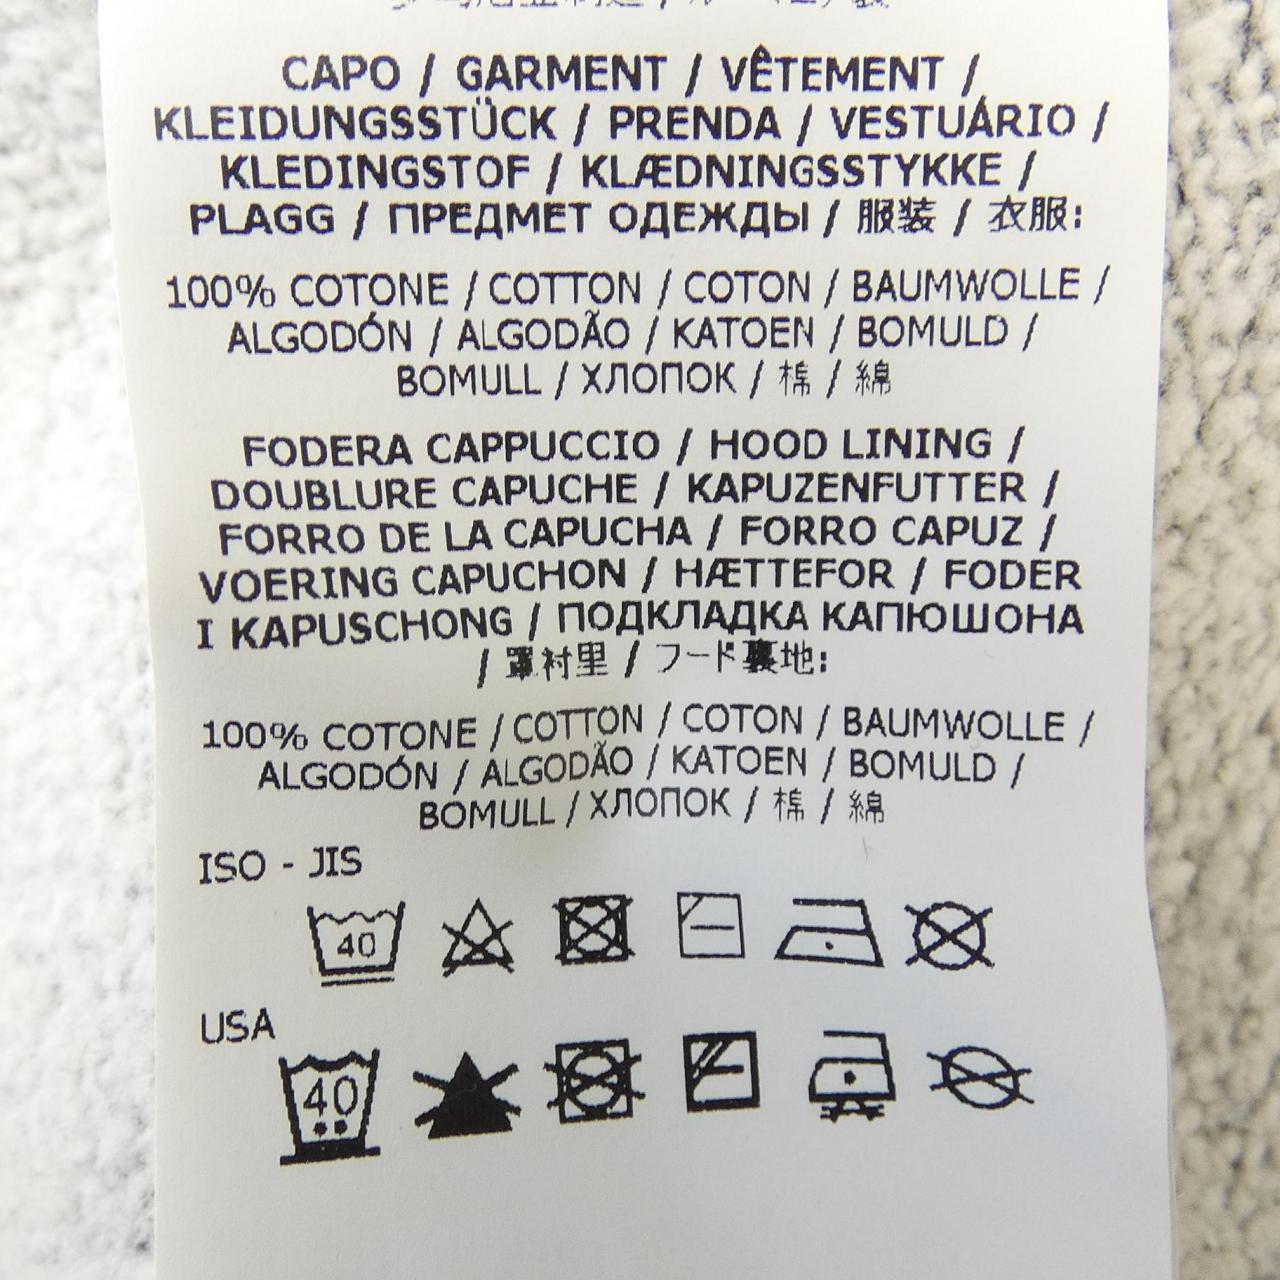 CAPO / GARMENT / VÊTEMENT /
KLEIDUNGSSTÜCK / PRENDA / VESTUÁRIO /
KLEDINGSTOF / KLÆDNINGSSTYKKE /
PLAGG / ПРЕДМЕТ ОДЕЖДЫ / 服装 / 衣服:
100% COTONE / COTTON / COTON / BAUMWOLLE /
ALGODÓN / ALGODÃO / KATOEN / BOMULD /
BOMULL / ХЛОПОК / 棉 / 綿
FODERA CAPPUCCIO / HOOD LINING /
DOUBLURE CAPUCHE / KAPUZENFUTTER /
FORRO DE LA CAPUCHA / FORRO CAPUZ /
VOERING CAPUCHON / HÆTTEFOR / FODER
I KAPUSCHONG / ПОДКЛАДКА КАПЮШОНА
/ 罩衬里 / フード裏地:
100% COTONE / COTTON / COTON / BAUMWOLLE /
ALGODÓN / ALGODÃO / KATOEN / BOMULD /
BOMULL / ХЛОПОК / 棉 / 綿
ISO - JIS
40
USA
40